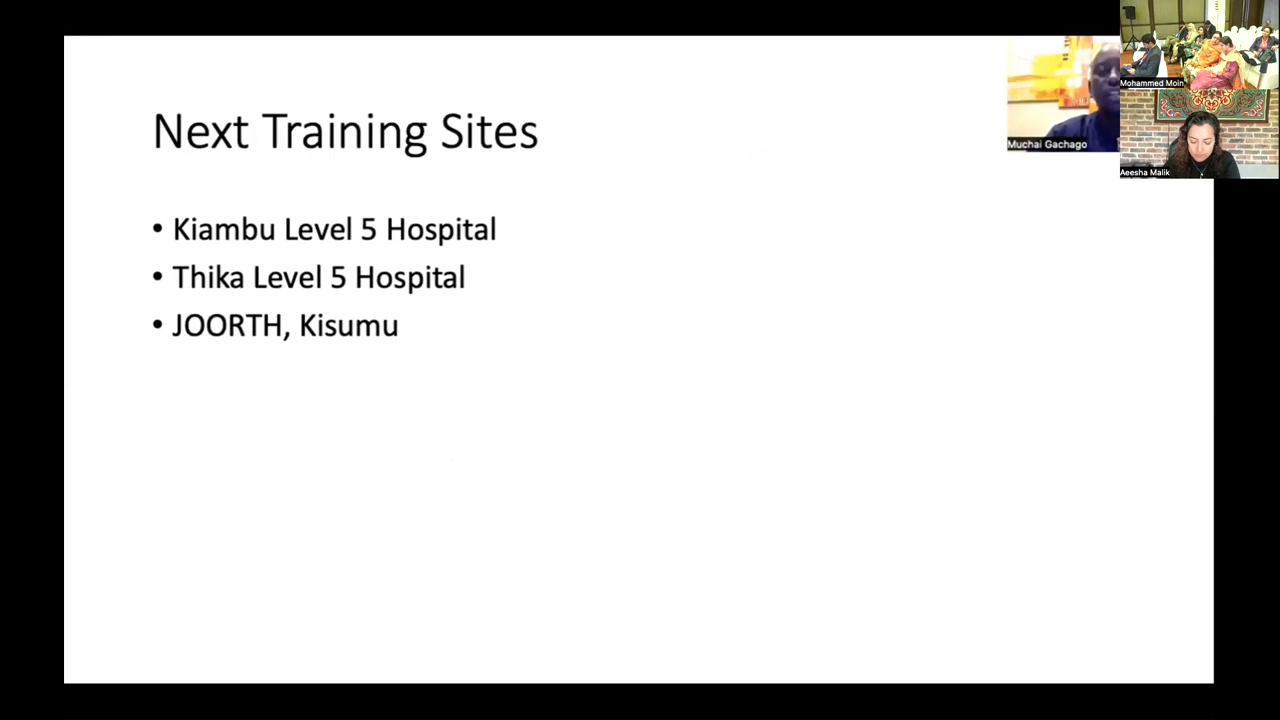 Next Training Sites
• Kiambu Level 5 Hospital
• Thika Level 5 Hospital
• JOORTH, Kisumu
Muchai Gachago
Mohammed Moin
Aeesha Malik